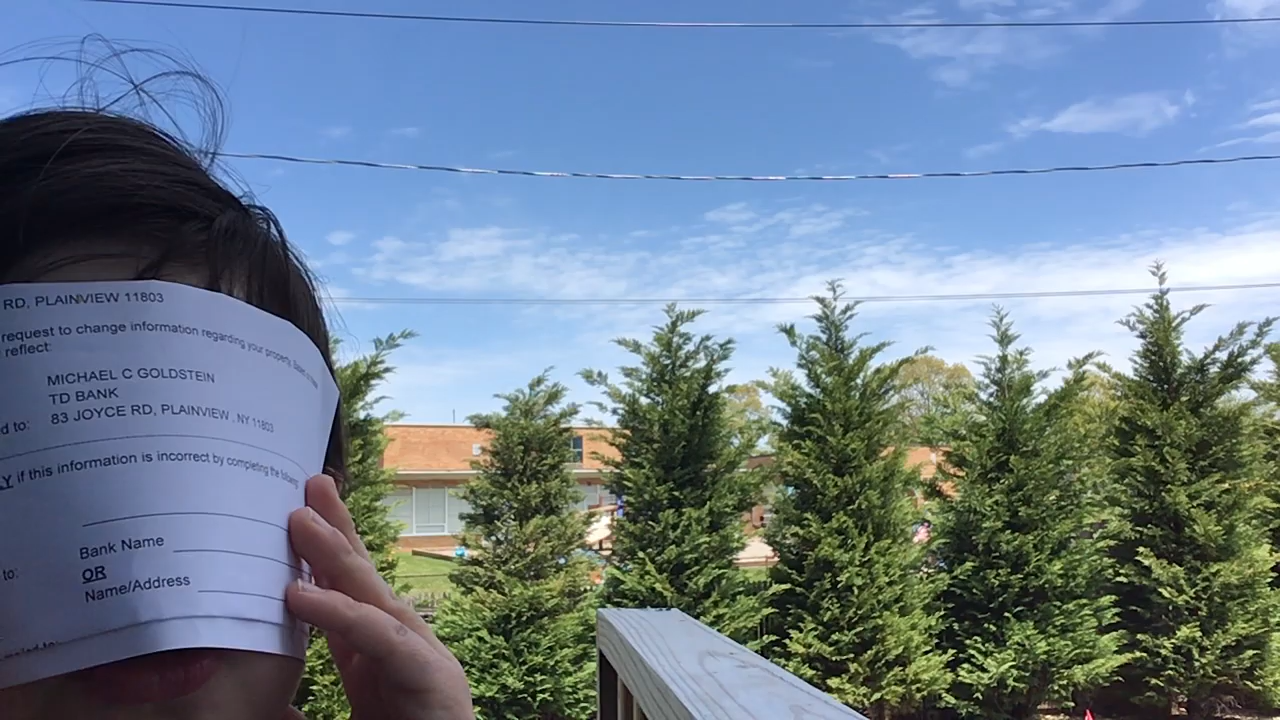 RD, PLAINVIEW 11803
request to change information regarding your property.
reflect:
MICHAEL C GOLDSTEIN
TD BANK
d to: 83 JOYCE RD, PLAINVIEW , NY 11803
Y if this information is incorrect by completing the following
Bank Name
to: OR
Name/Address